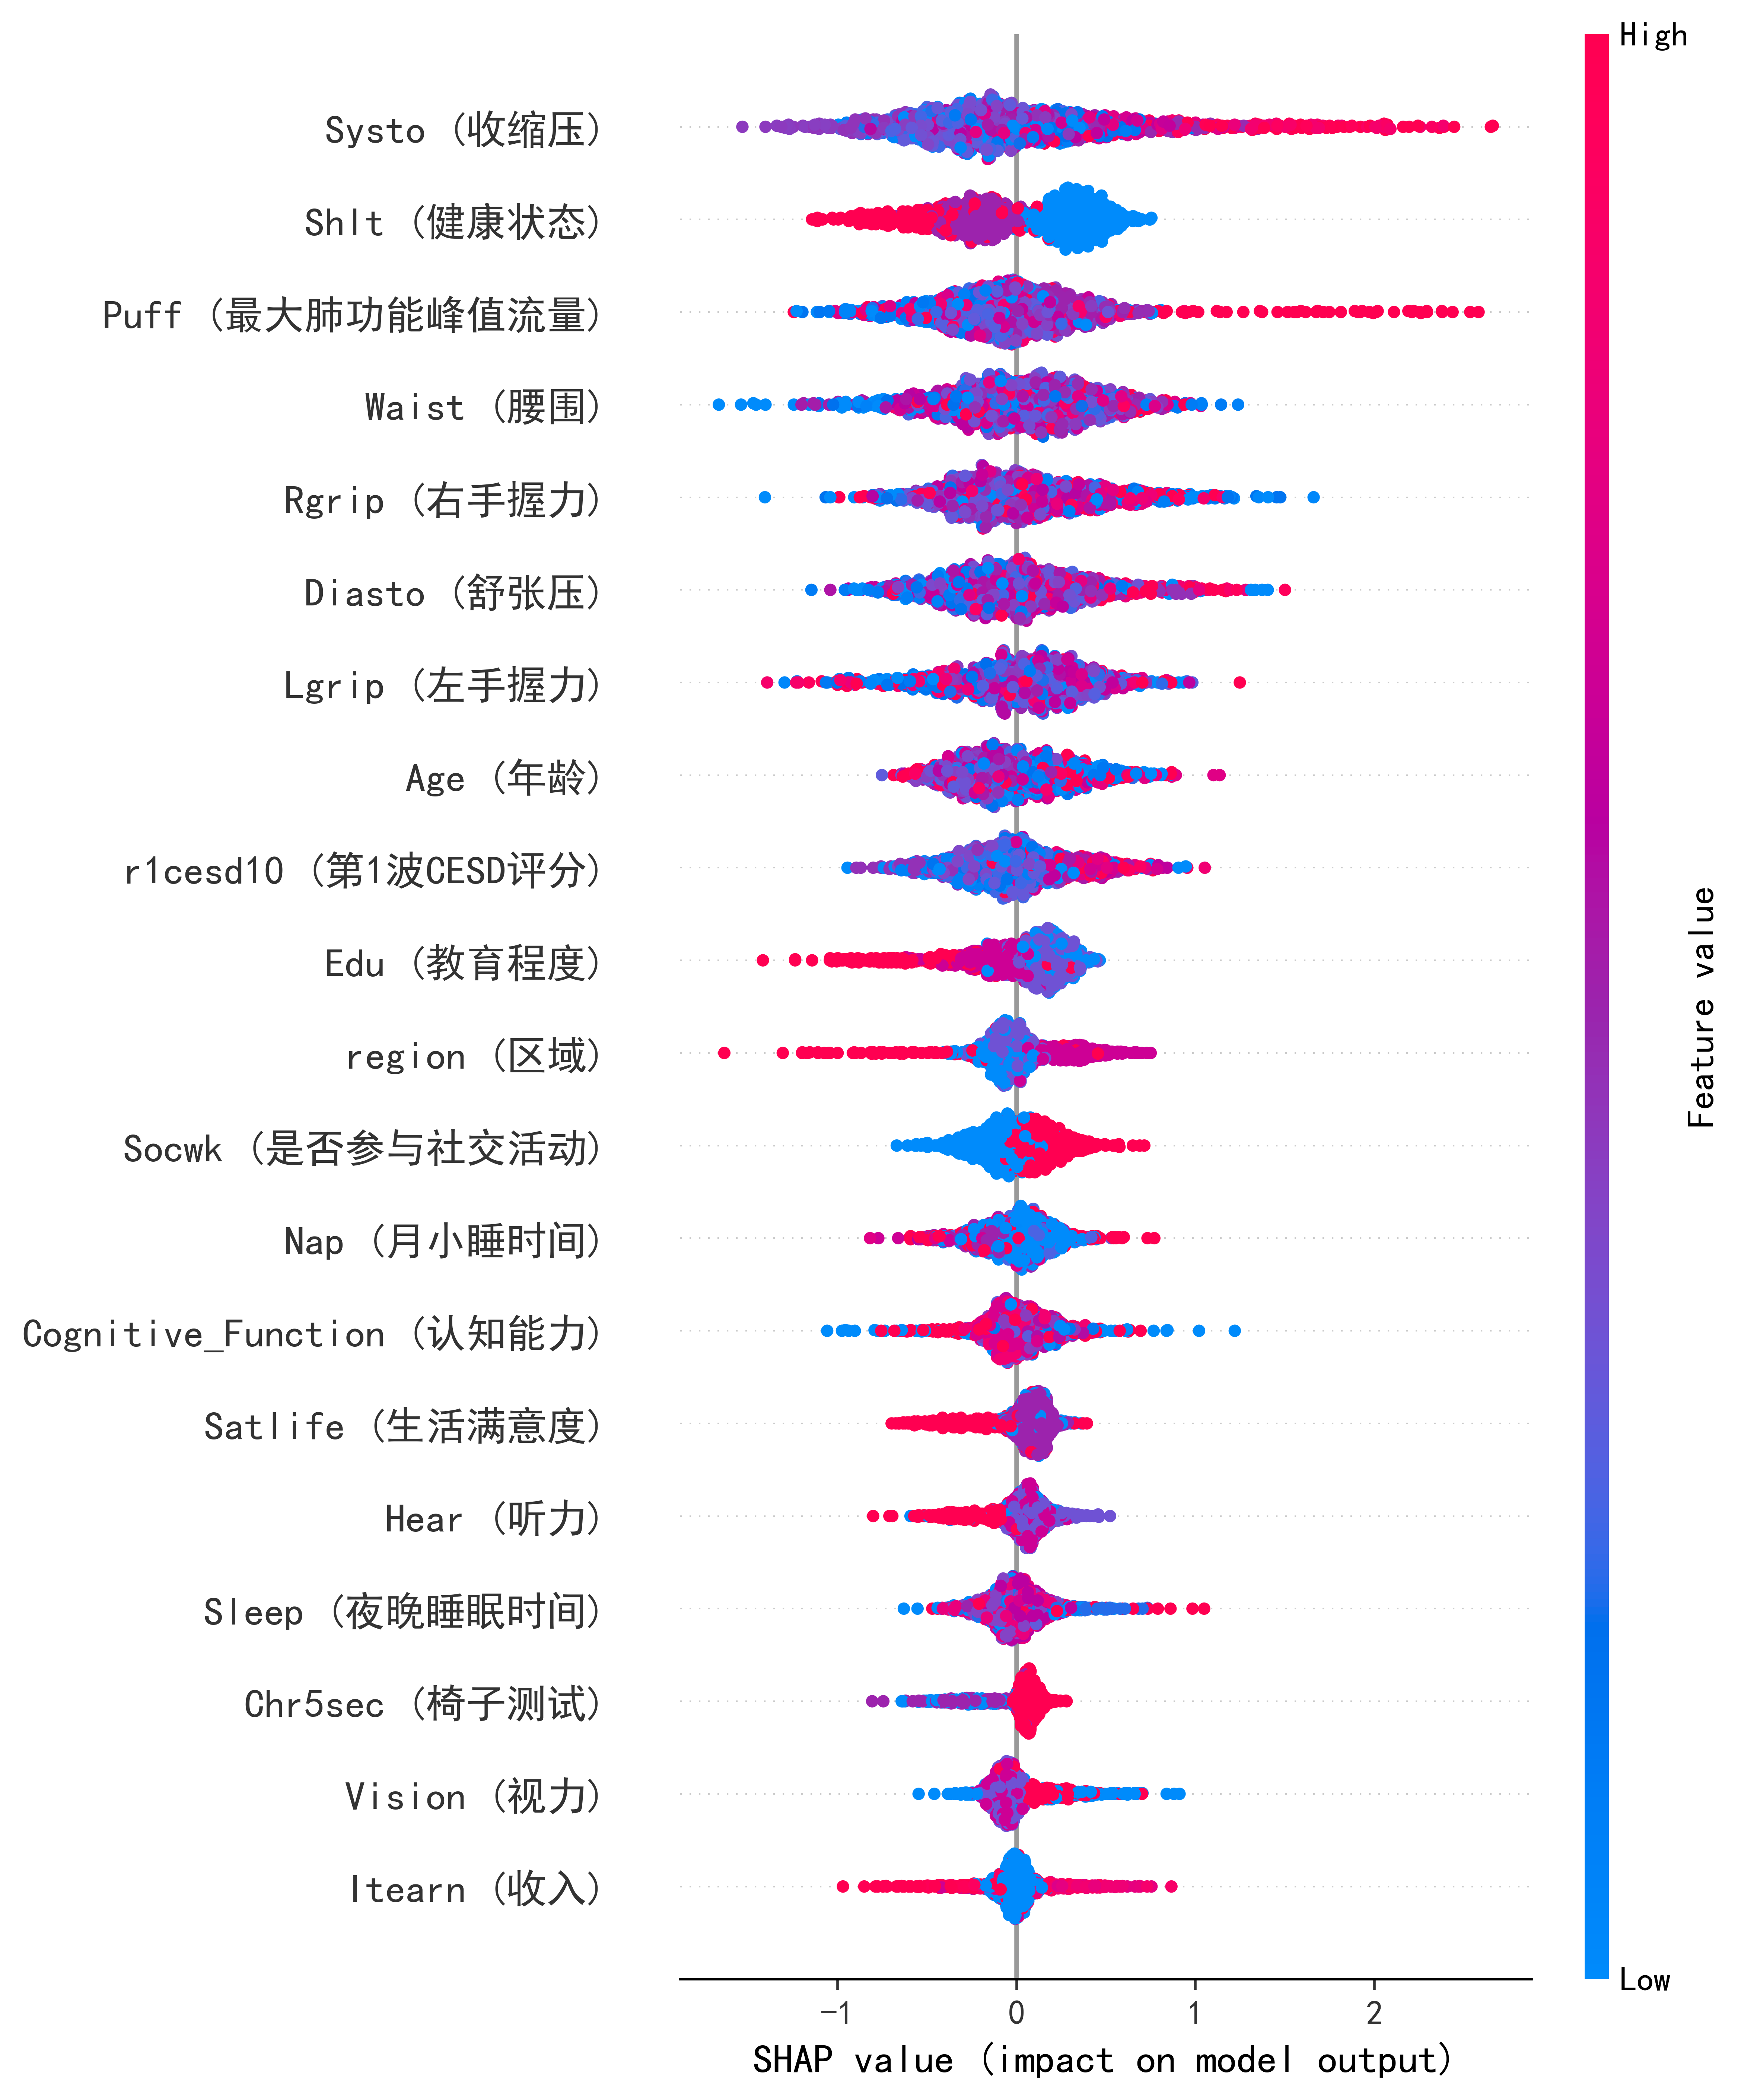 High
Systo (收缩压)
Shlt (健康状态)
Puff (最大肺功能峰值流量)
Waist (腰围)
Rgrip (右手握力)
Diasto (舒张压)
Lgrip (左手握力)
Age (年龄)
r1cesd10 (第1波CESD评分)
Edu (教育程度)
region (区域)
Socwk (是否参与社交活动)
Nap (月小睡时间)
Cognitive_Function (认知能力)
Satlife (生活满意度)
Hear (听力)
Sleep (夜晚睡眠时间)
Chr5sec (椅子测试)
Vision (视力)
Itearn (收入)
Feature value
Low
−1 0 1 2
SHAP value (impact on model output)